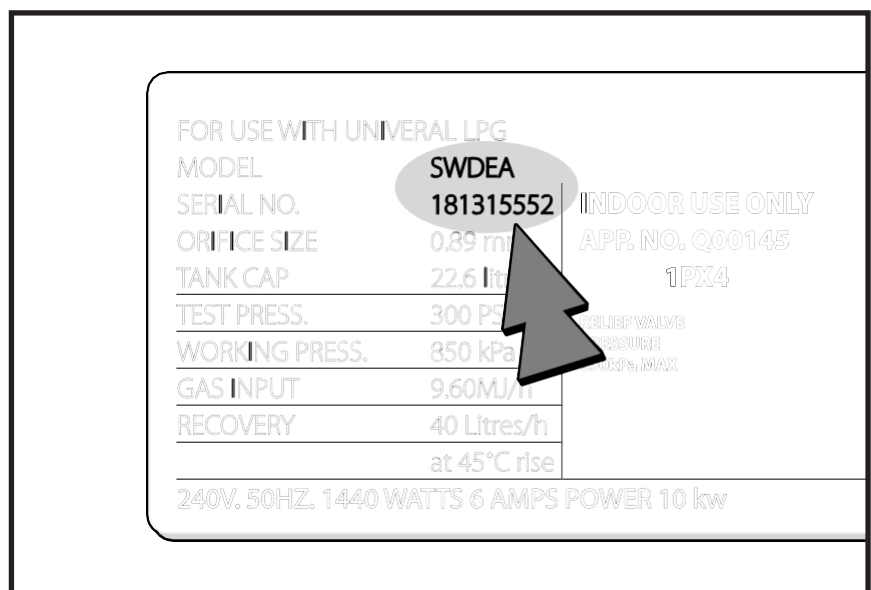 FOR USE WITH UNIVERAL LPG
MODEL SWDEA
SERIAL NO. 181315552
INDOOR USE ONLY
ORIFICE SIZE 0.89
APP. NO. Q00145
TANK CAP 22.6
1PX4
TEST PRESS. 300
RELIEF VALVE
WORKING PRESS. 850 kPa
MAX
GAS INPUT 9.60MJ/h
RECOVERY 40 Litres/h
at 45°C rise
240V. 50HZ. 1440 WATTS 6 AMPS POWER 10 kw